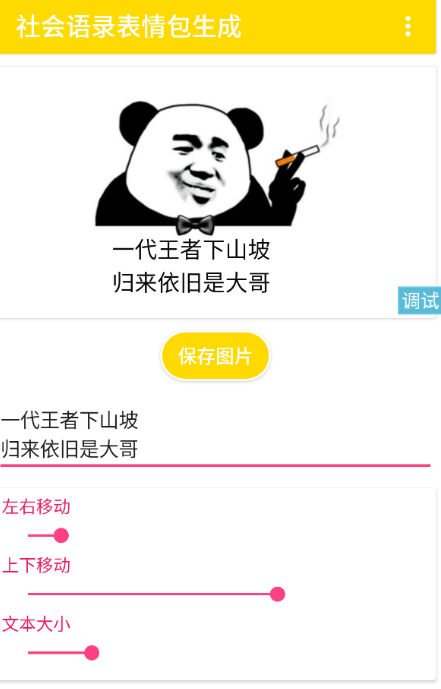 社会语录表情包生成
一代王者下山坡
归来依旧是大哥
调试
保存图片
一代王者下山坡
归来依旧是大哥
左右移动
上下移动
文本大小